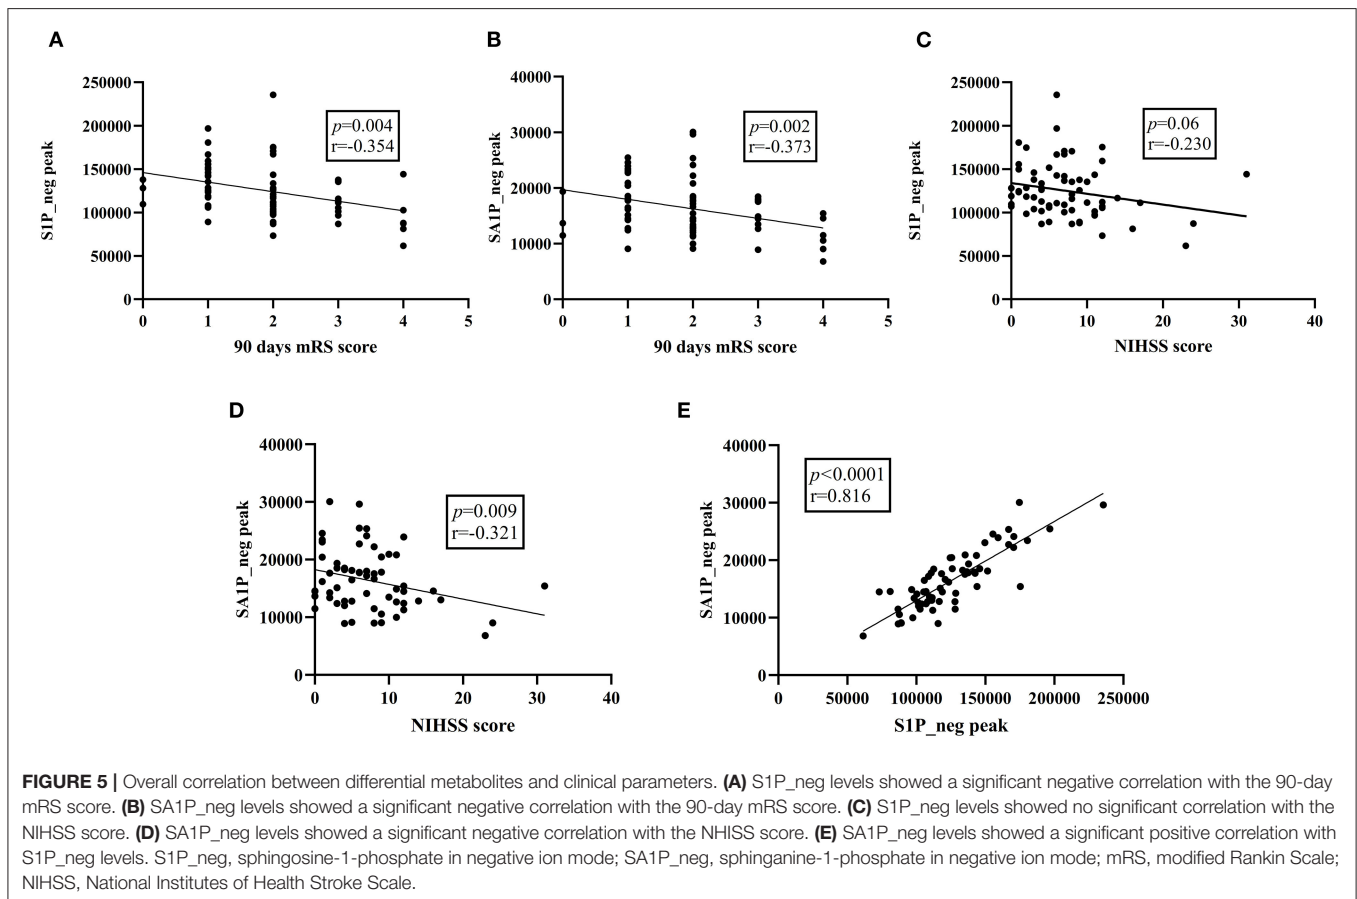 A
S1P_neg peak
250000
200000
150000
100000
50000
0
p=0.004
r=-0.354
0 1 2 3 4 5
90 days mRS score
B
SA1P_neg peak
40000
30000
20000
10000
0
p=0.002
r=-0.373
0 1 2 3 4 5
90 days mRS score
C
S1P_neg peak
250000
200000
150000
100000
50000
0
p=0.06
r=-0.230
0 10 20 30 40
NIHSS score
D
SA1P_neg peak
40000
30000
20000
10000
0
p=0.009
r=-0.321
0 10 20 30 40
NIHSS score
E
SA1P_neg peak
40000
30000
20000
10000
0
p<0.0001
r=0.816
0 50000 100000 150000 200000 250000
S1P_neg peak
FIGURE 5 | Overall correlation between differential metabolites and clinical parameters. (A) S1P_neg levels showed a significant negative correlation with the 90-day
mRS score. (B) SA1P_neg levels showed a significant negative correlation with the 90-day mRS score. (C) S1P_neg levels showed no significant correlation with the
NIHSS score. (D) SA1P_neg levels showed a significant negative correlation with the NHISS score. (E) SA1P_neg levels showed a significant positive correlation with
S1P_neg levels. S1P_neg, sphingosine-1-phosphate in negative ion mode; SA1P_neg, sphinganine-1-phosphate in negative ion mode; mRS, modified Rankin Scale;
NIHSS, National Institutes of Health Stroke Scale.